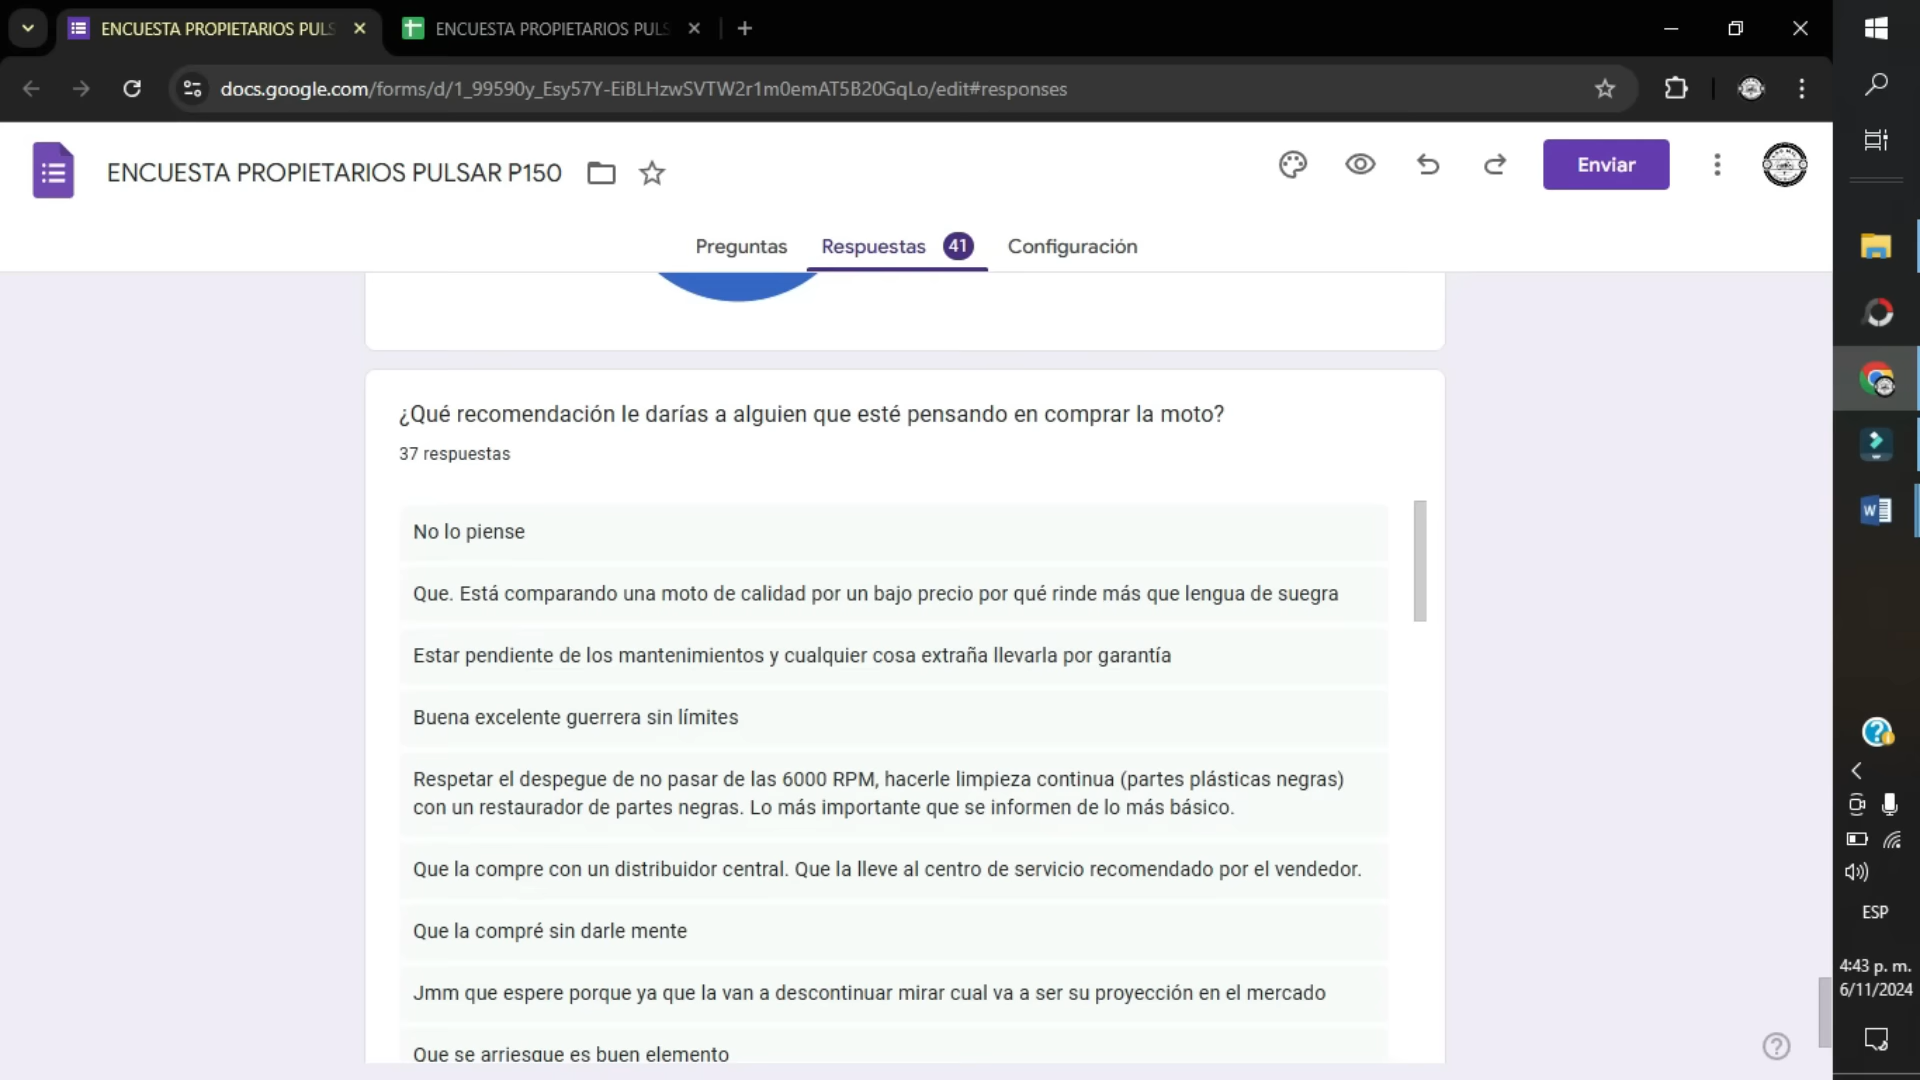 ENCUESTA PROPIETARIOS PULS
ENCUESTA PROPIETARIOS PULS
docs.google.com/forms/d/1_99590y_Esy57Y-EiBLHzwSVTW2r1m0emAT5B20GqLo/edit#responses
ENCUESTA PROPIETARIOS PULSAR P150
Enviar
Preguntas
Respuestas 41
Configuración
¿Qué recomendación le darías a alguien que esté pensando en comprar la moto?
37 respuestas
No lo piense
Que. Está comparando una moto de calidad por un bajo precio por qué rinde más que lengua de suegra
Estar pendiente de los mantenimientos y cualquier cosa extraña llevarla por garantía
Buena excelente guerrera sin límites
Respetar el despegue de no pasar de las 6000 RPM, hacerle limpieza continua (partes plásticas negras)
con un restaurador de partes negras. Lo más importante que se informen de lo más básico.
Que la compre con un distribuidor central. Que la lleve al centro de servicio recomendado por el vendedor.
Que la compré sin darle mente
Jmm que espere porque ya que la van a descontinuar mirar cual va a ser su proyección en el mercado
Que se arriesgue es buen elemento
ESP
4:43 p. m.
6/11/2024